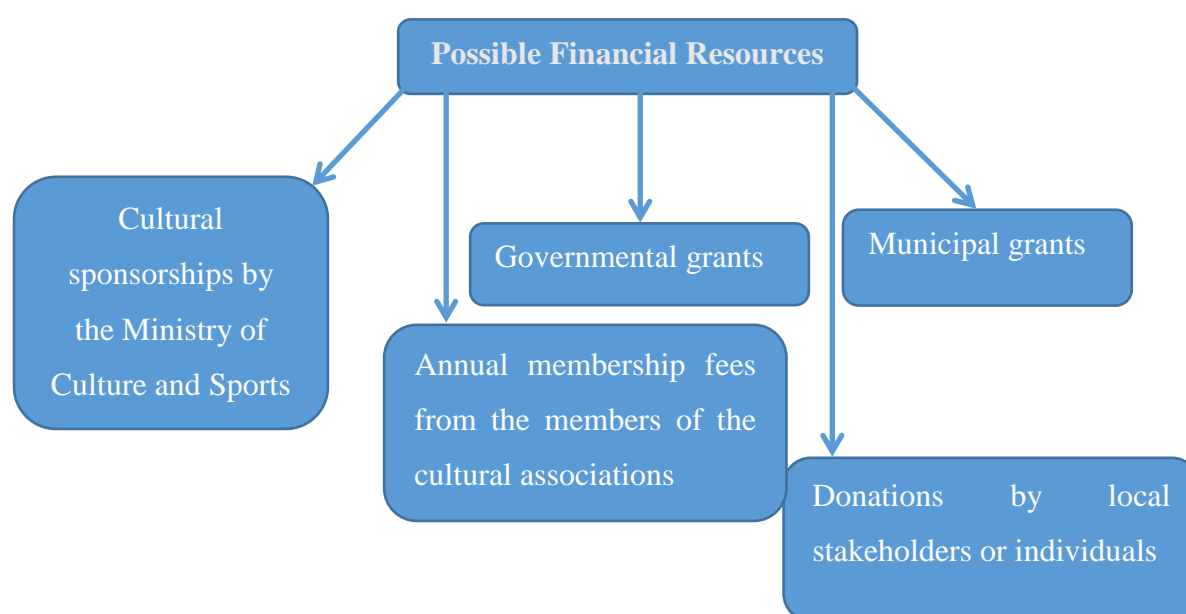 Possible Financial Resources
Cultural
sponsorships by
the Ministry of
Culture and Sports
Governmental grants
Municipal grants
Annual membership fees
from the members of the
cultural associations
Donations by local
stakeholders or individuals